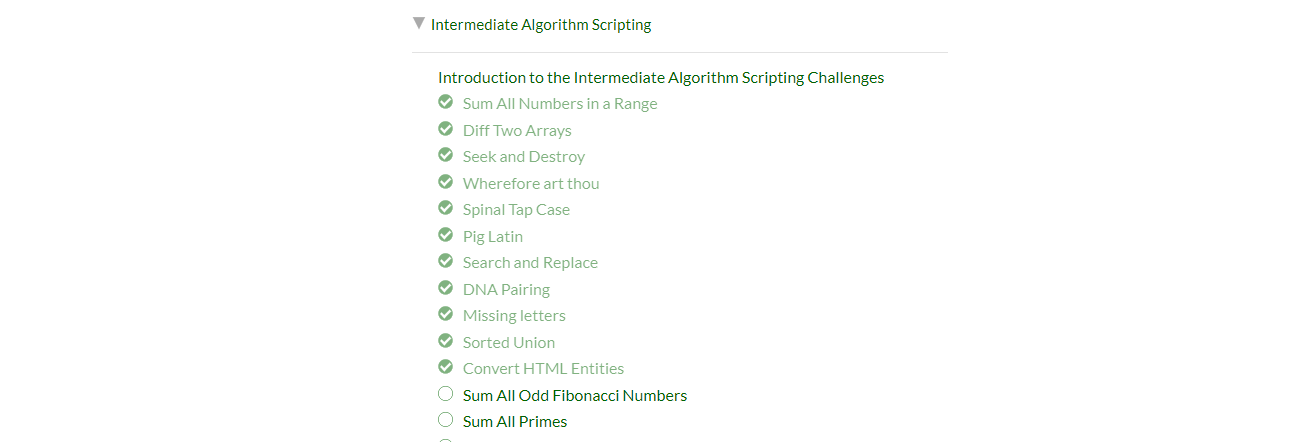 Intermediate Algorithm Scripting
Introduction to the Intermediate Algorithm Scripting Challenges
Sum All Numbers in a Range
Diff Two Arrays
Seek and Destroy
Wherefore art thou
Spinal Tap Case
Pig Latin
Search and Replace
DNA Pairing
Missing letters
Sorted Union
Convert HTML Entities
Sum All Odd Fibonacci Numbers
Sum All Primes